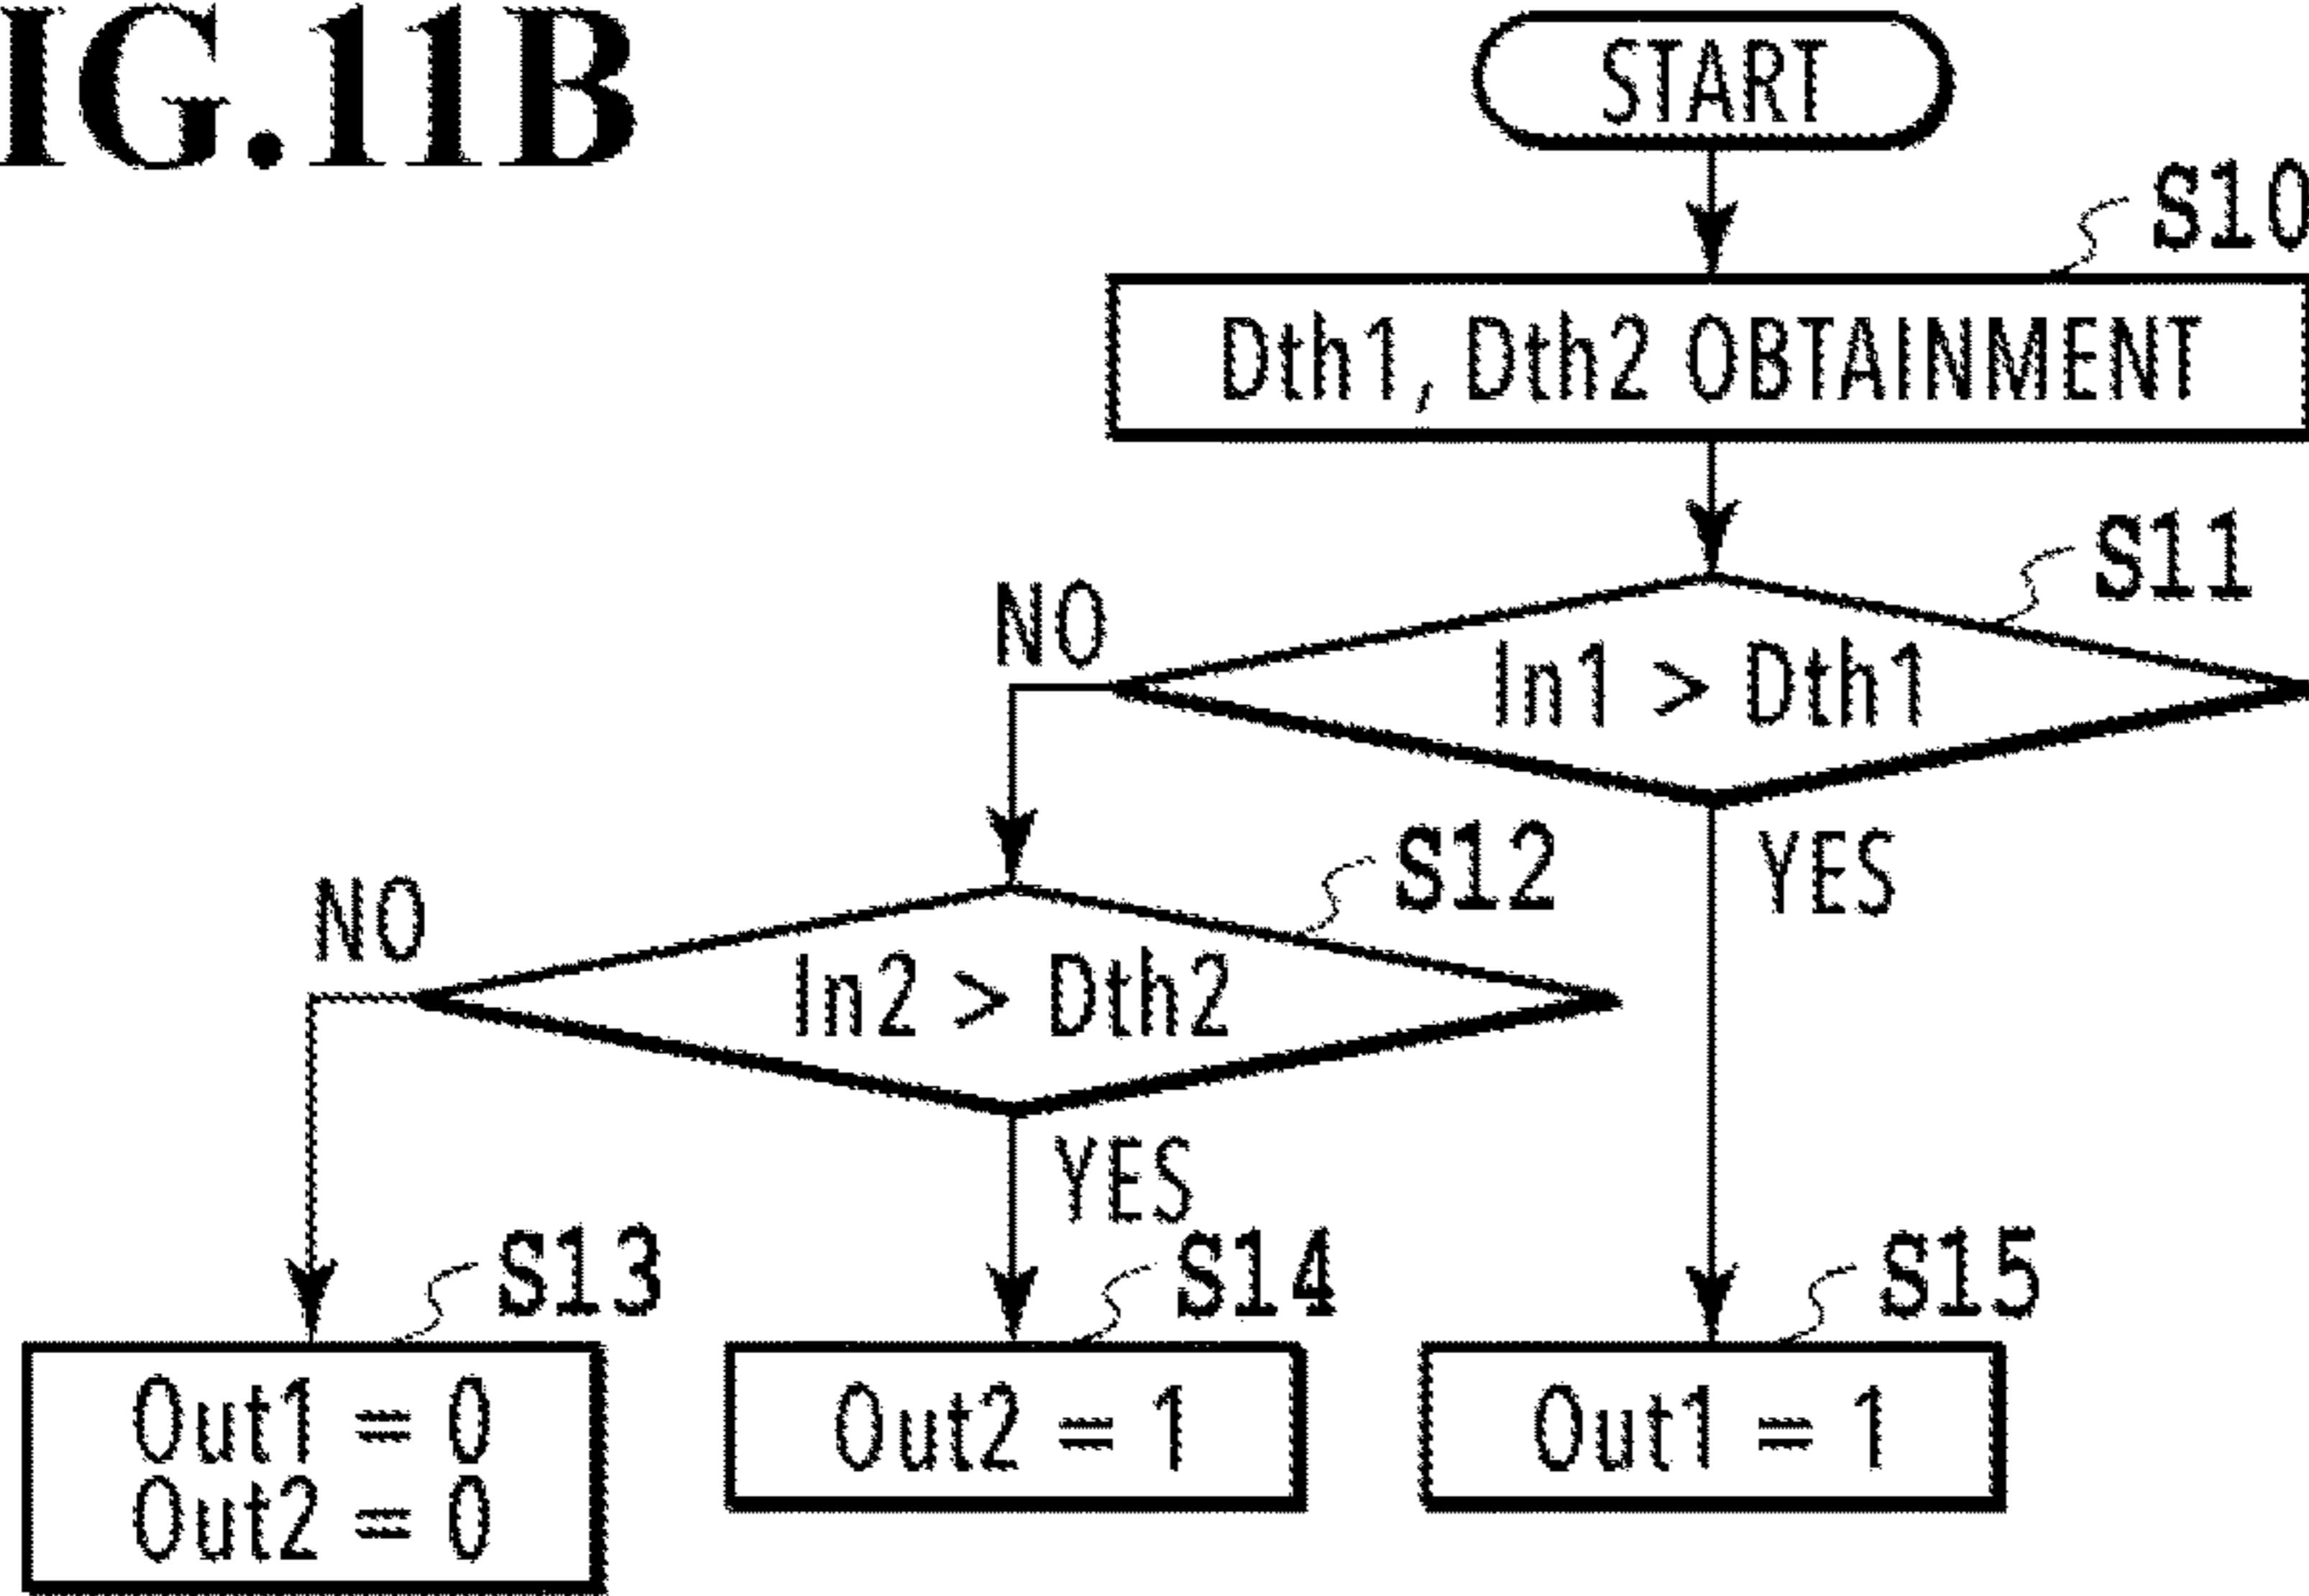 IG.11B
START
S10
Dth1, Dth2 OBTAINMENT
S11
NO
In1 > Dth1
YES
S12
NO
In2 > Dth2
YES
S13
S14
S15
Out1 = 0
Out2 = 0
Out2 = 1
Out1 = 1